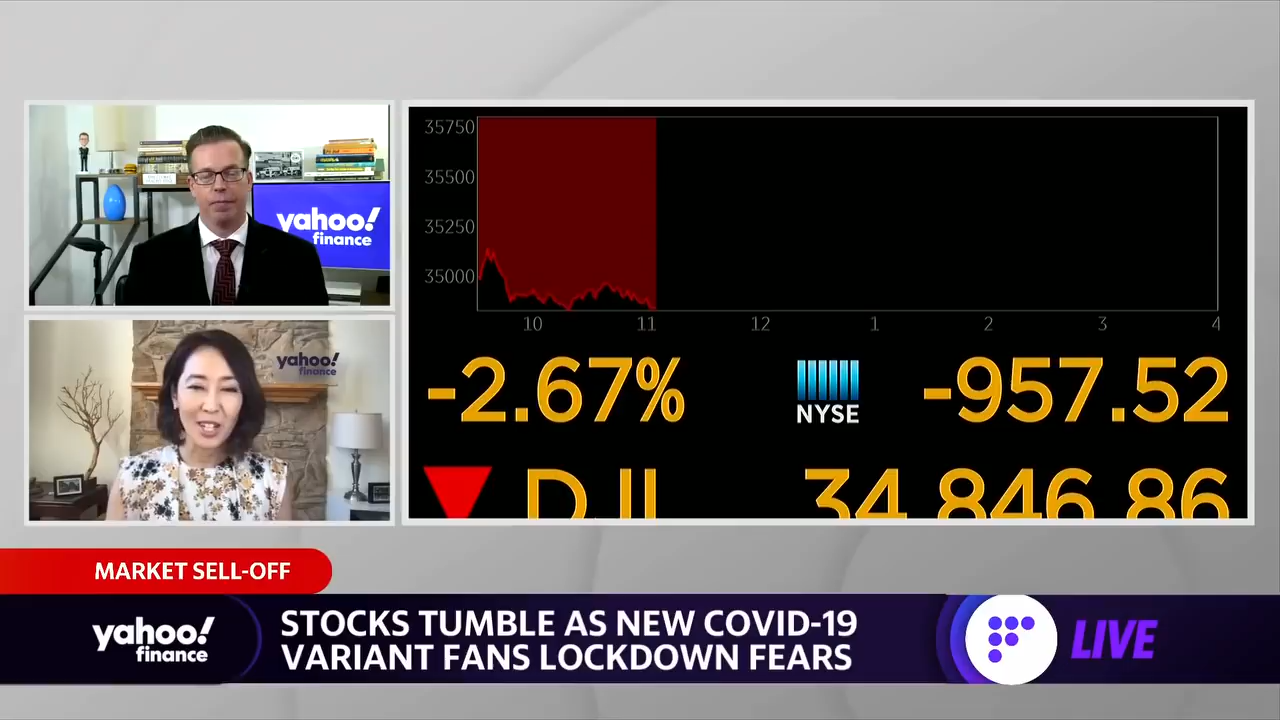 yahoo!
finance
yahoo!
finance
35750
35500
35250
35000
10 11 12 1 2 3 4
-2.67% NYSE -957.52
DJI 34,846.86
MARKET SELL-OFF
yahoo!
finance
STOCKS TUMBLE AS NEW COVID-19
VARIANT FANS LOCKDOWN FEARS
LIVE